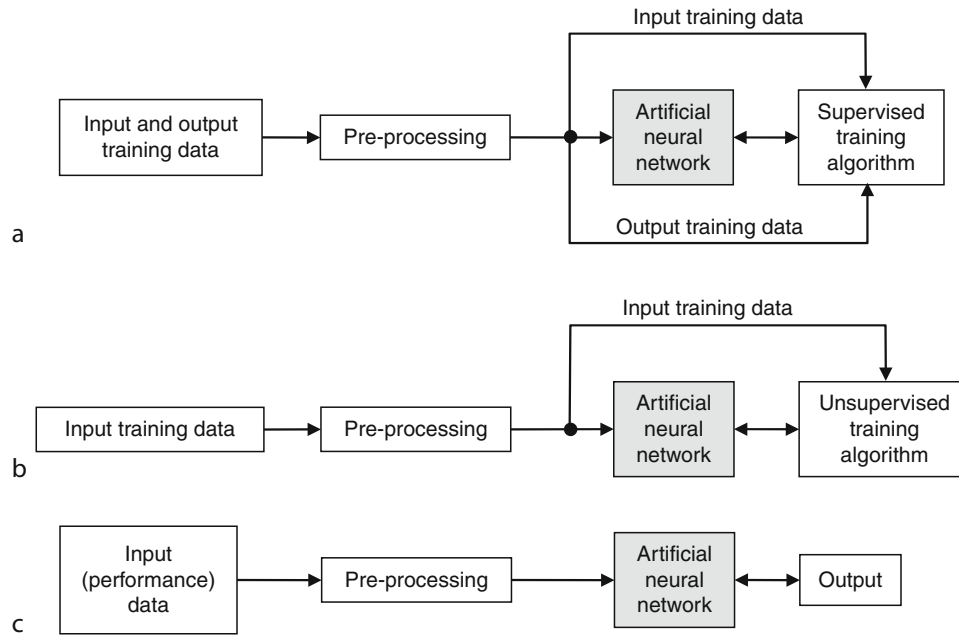 Input training data
Input and output
training data
Pre-processing
Artificial
neural
network
Supervised
training
algorithm
Output training data
a
Input training data
Input training data
Pre-processing
Artificial
neural
network
Unsupervised
training
algorithm
b
Input
(performance)
data
Pre-processing
Artificial
neural
network
Output
c